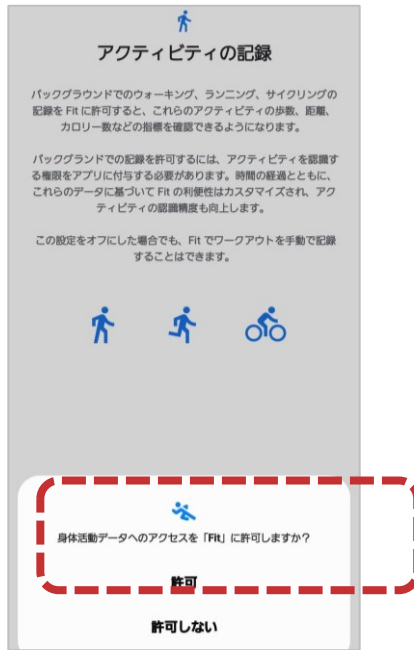 アクティビティの記録
バックグラウンドでのウォーキング、ランニング、サイクリングの
記録を Fit に許可すると、これらのアクティビティの歩数、距離、
カロリー数などの指標を確認できるようになります。
バックグランドでの記録を許可するには、アクティビティを認識す
る権限をアプリに付与する必要があります。時間の経過とともに、
これらのデータに基づいて Fit の利便性はカスタマイズされ、アク
ティビティの認識精度も向上します。
この設定をオフにした場合でも、Fit でワークアウトを手動で記録
することはできます。
身体活動データへのアクセスを「Fit」に許可しますか？
許可
許可しない